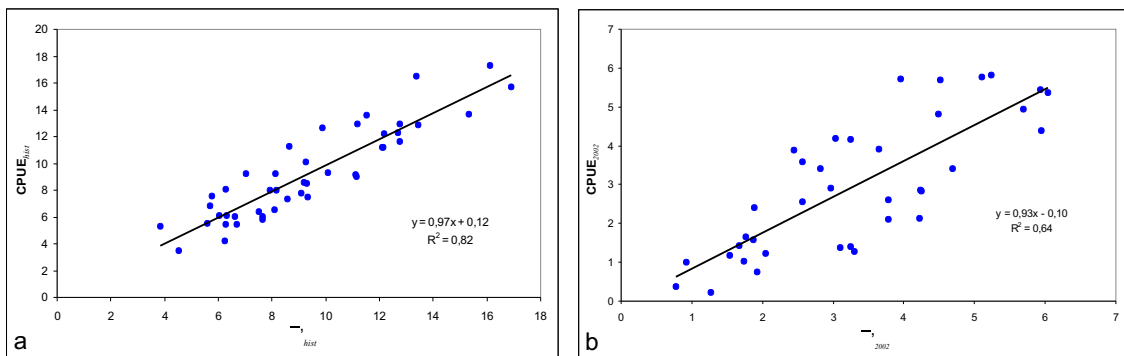 CPUE hist
20
18
16
14
12
10
8
6
4
2
0
0 2 4 6 8 10 12 14 16 18
y = 0,97x + 0,12
R² = 0,82
hist
a
CPUE 2002
7
6
5
4
3
2
1
0
0 1 2 3 4 5 6 7
y = 0,93x - 0,10
R² = 0,64
2002
b